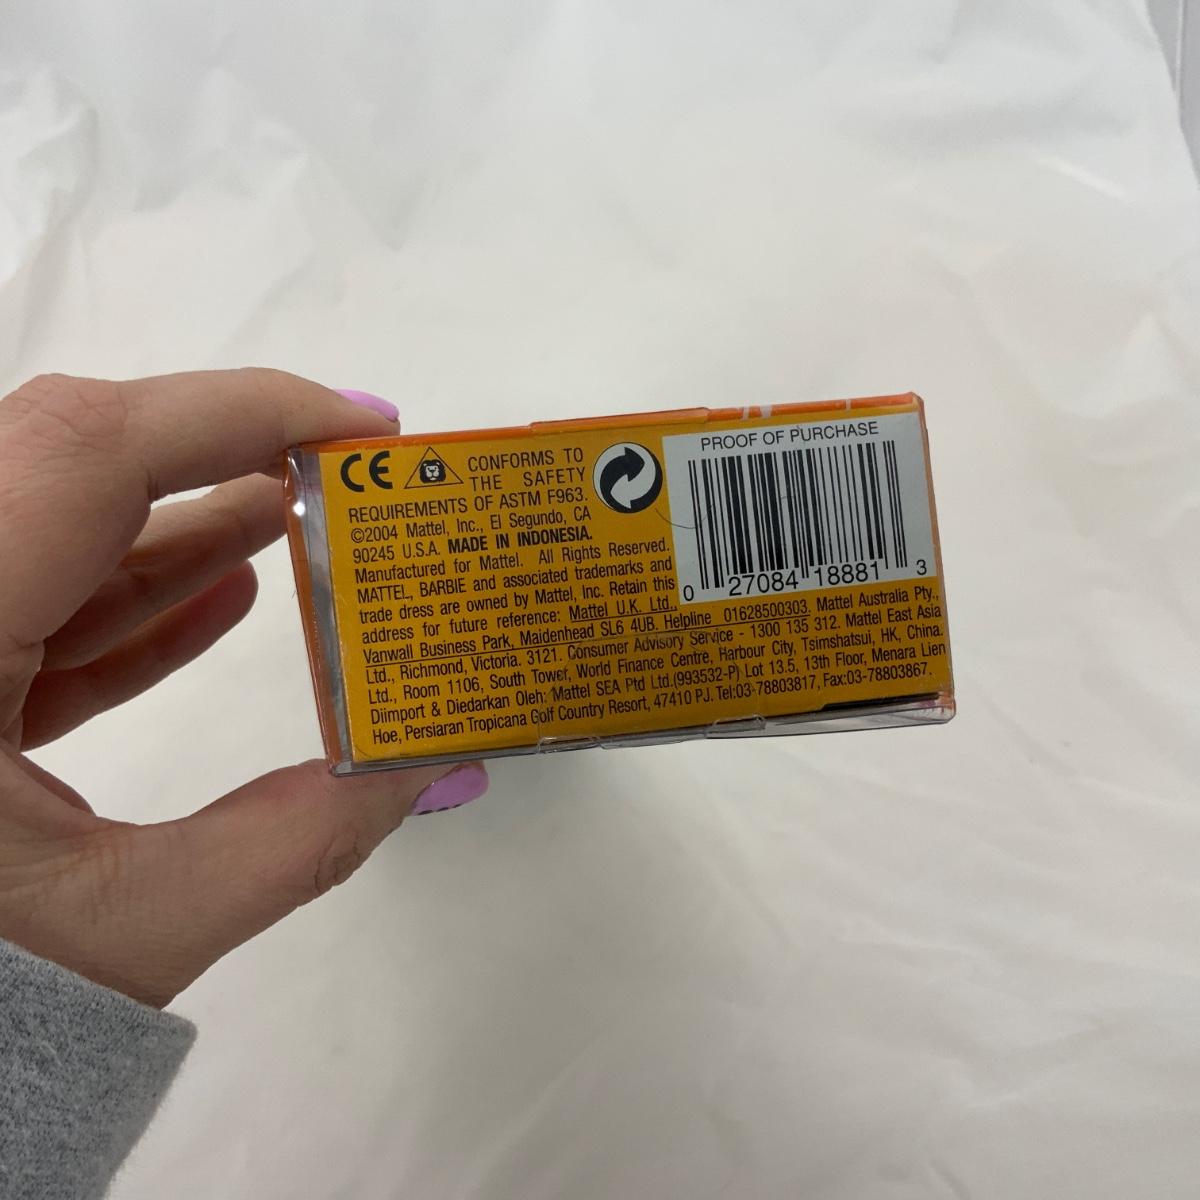 CE
CONFORMS TO
THE SAFETY
REQUIREMENTS OF ASTM F963.
©2004 Mattel, Inc., El Segundo, CA
90245 U.S.A. MADE IN INDONESIA.
Manufactured for Mattel. All Rights Reserved.
MATTEL, BARBIE and associated trademarks and
trade dress are owned by Mattel, Inc. Retain this
address for future reference: Mattel U.K. Ltd.,
Vanwall Business Park, Maidenhead SL6 4UB. Helpline 01628500303. Mattel Australia Pty.,
Ltd., Richmond, Victoria. 3121. Consumer Advisory Service - 1300 135 312. Mattel East Asia
Ltd., Room 1106, South Tower, World Finance Centre, Harbour City, Tsimshatsui, HK, China.
Diimport & Diedarkan Oleh: Mattel SEA Ptd Ltd.(993532-P) Lot 13.5, 13th Floor, Menara Lien
Hoe, Persiaran Tropicana Golf Country Resort, 47410 PJ. Tel:03-78803817, Fax:03-78803867.
PROOF OF PURCHASE
0 27084 18881 3